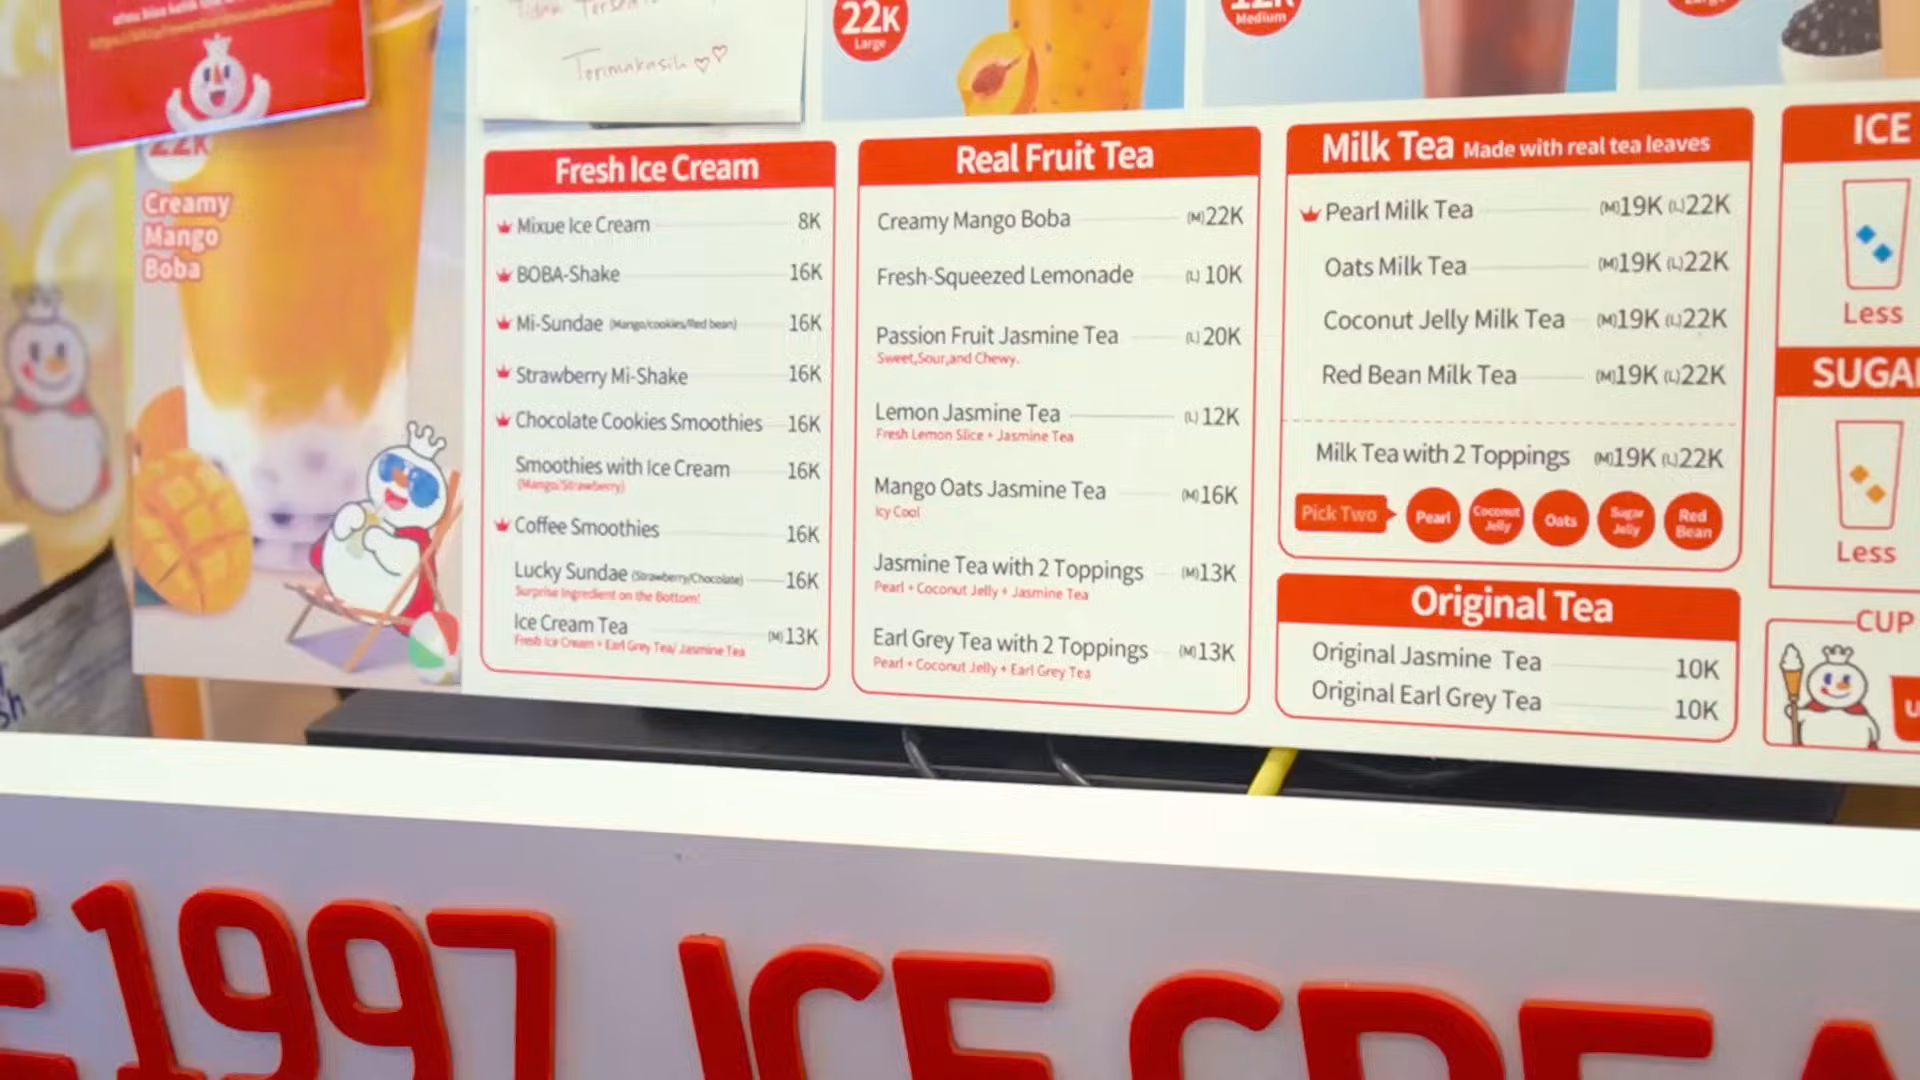 Terimakasih
22K
Large
12K
Medium
22K
Creamy
Mango
Boba
Fresh Ice Cream
Mixue Ice Cream 8K
BOBA-Shake 16K
Mi-Sundae (Mango/cookies/Red bean) 16K
Strawberry Mi-Shake 16K
Chocolate Cookies Smoothies 16K
Smoothies with Ice Cream 16K
(Mango/Strawberry)
Coffee Smoothies 16K
Lucky Sundae (Strawberry/Chocolate) 16K
Surprise Ingredient on the Bottom!
Ice Cream Tea (M)13K
Fresh Ice Cream + Earl Grey Tea/ Jasmine Tea
Real Fruit Tea
Creamy Mango Boba (M)22K
Fresh-Squeezed Lemonade (L)10K
Passion Fruit Jasmine Tea (L)20K
Sweet,Sour,and Chewy.
Lemon Jasmine Tea (L)12K
Fresh Lemon Slice + Jasmine Tea
Mango Oats Jasmine Tea (M)16K
Icy Cool
Jasmine Tea with 2 Toppings (M)13K
Pearl + Coconut Jelly + Jasmine Tea
Earl Grey Tea with 2 Toppings (M)13K
Pearl + Coconut Jelly + Earl Grey Tea
Milk Tea Made with real tea leaves
Pearl Milk Tea (M)19K (L)22K
Oats Milk Tea (M)19K (L)22K
Coconut Jelly Milk Tea (M)19K (L)22K
Red Bean Milk Tea (M)19K (L)22K
Milk Tea with 2 Toppings (M)19K (L)22K
Pick Two Pearl Coconut Jelly Oats Sugar Jelly Red Bean
Original Tea
Original Jasmine Tea 10K
Original Earl Grey Tea 10K
ICE
Less
SUGA
Less
CUP
E 1997 ICE CREA